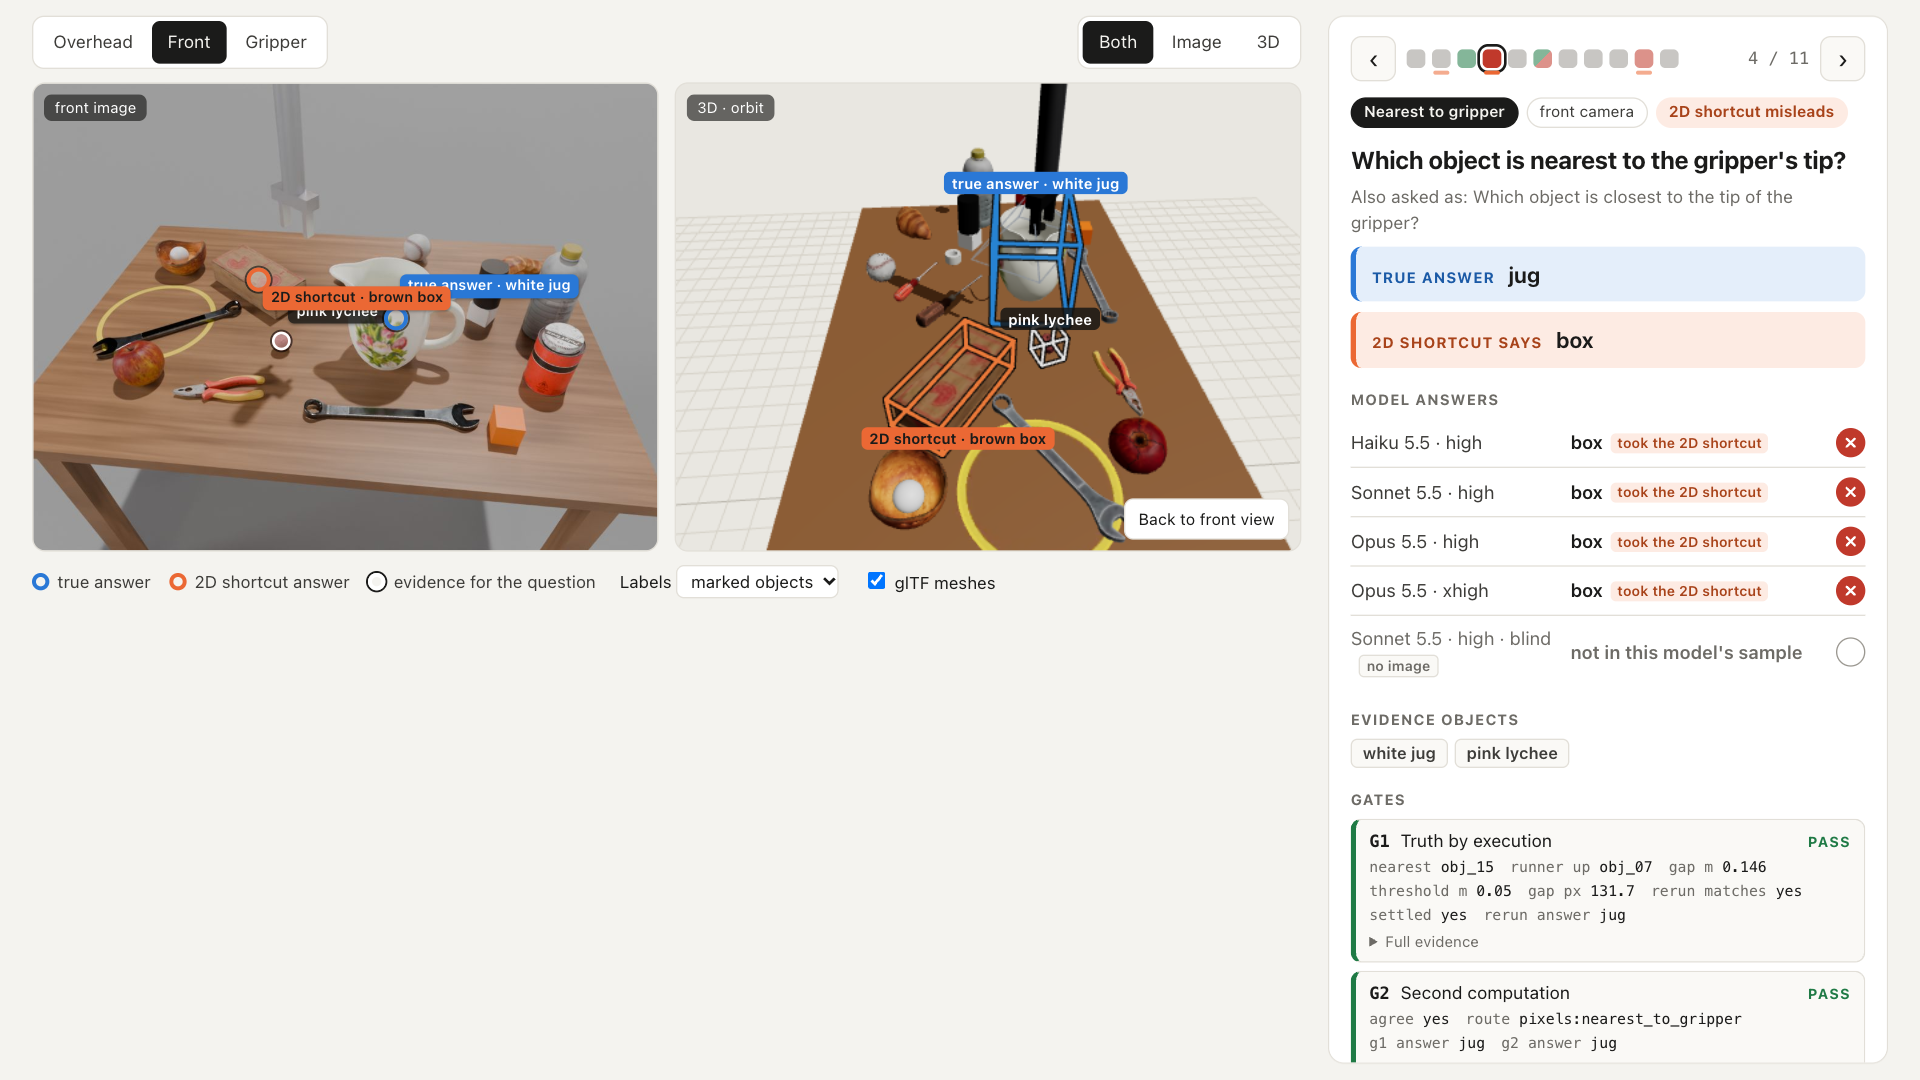 Overhead Front Gripper
Both Image 3D
front image
true answer · white jug
2D shortcut · brown box
pink lychee
3D · orbit
true answer · white jug
pink lychee
2D shortcut · brown box
Back to front view
true answer 2D shortcut answer evidence for the question Labels marked objects glTF meshes
‹ 4 / 11 ›
Nearest to gripper front camera 2D shortcut misleads
Which object is nearest to the gripper's tip?
Also asked as: Which object is closest to the tip of the
gripper?
TRUE ANSWER jug
2D SHORTCUT SAYS box
MODEL ANSWERS
Haiku 5.5 · high box took the 2D shortcut
Sonnet 5.5 · high box took the 2D shortcut
Opus 5.5 · high box took the 2D shortcut
Opus 5.5 · xhigh box took the 2D shortcut
Sonnet 5.5 · high · blind not in this model's sample
no image
EVIDENCE OBJECTS
white jug pink lychee
GATES
G1 Truth by execution PASS
nearest obj_15 runner up obj_07 gap m 0.146
threshold m 0.05 gap px 131.7 rerun matches yes
settled yes rerun answer jug
Full evidence
G2 Second computation PASS
agree yes route pixels:nearest_to_gripper
g1 answer jug g2 answer jug